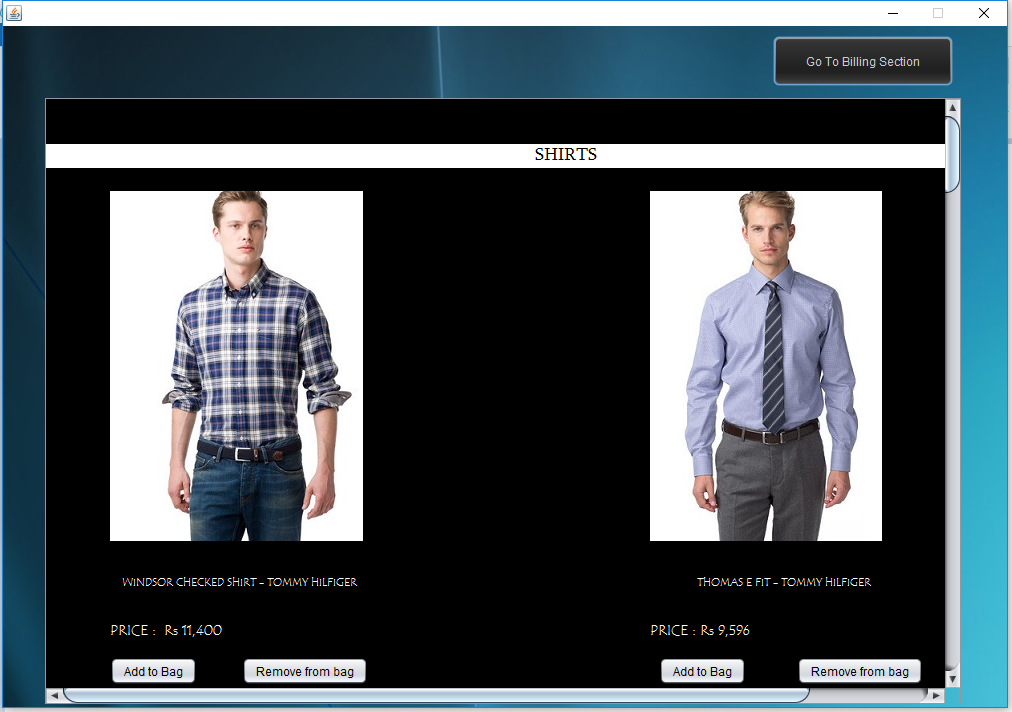 Go To Billing Section
SHIRTS
WINDSOR CHECKED SHIRT - TOMMY HILFIGER
THOMAS E FIT - TOMMY HILFIGER
PRICE : Rs 11,400
PRICE : Rs 9,596
Add to Bag
Remove from bag
Add to Bag
Remove from bag